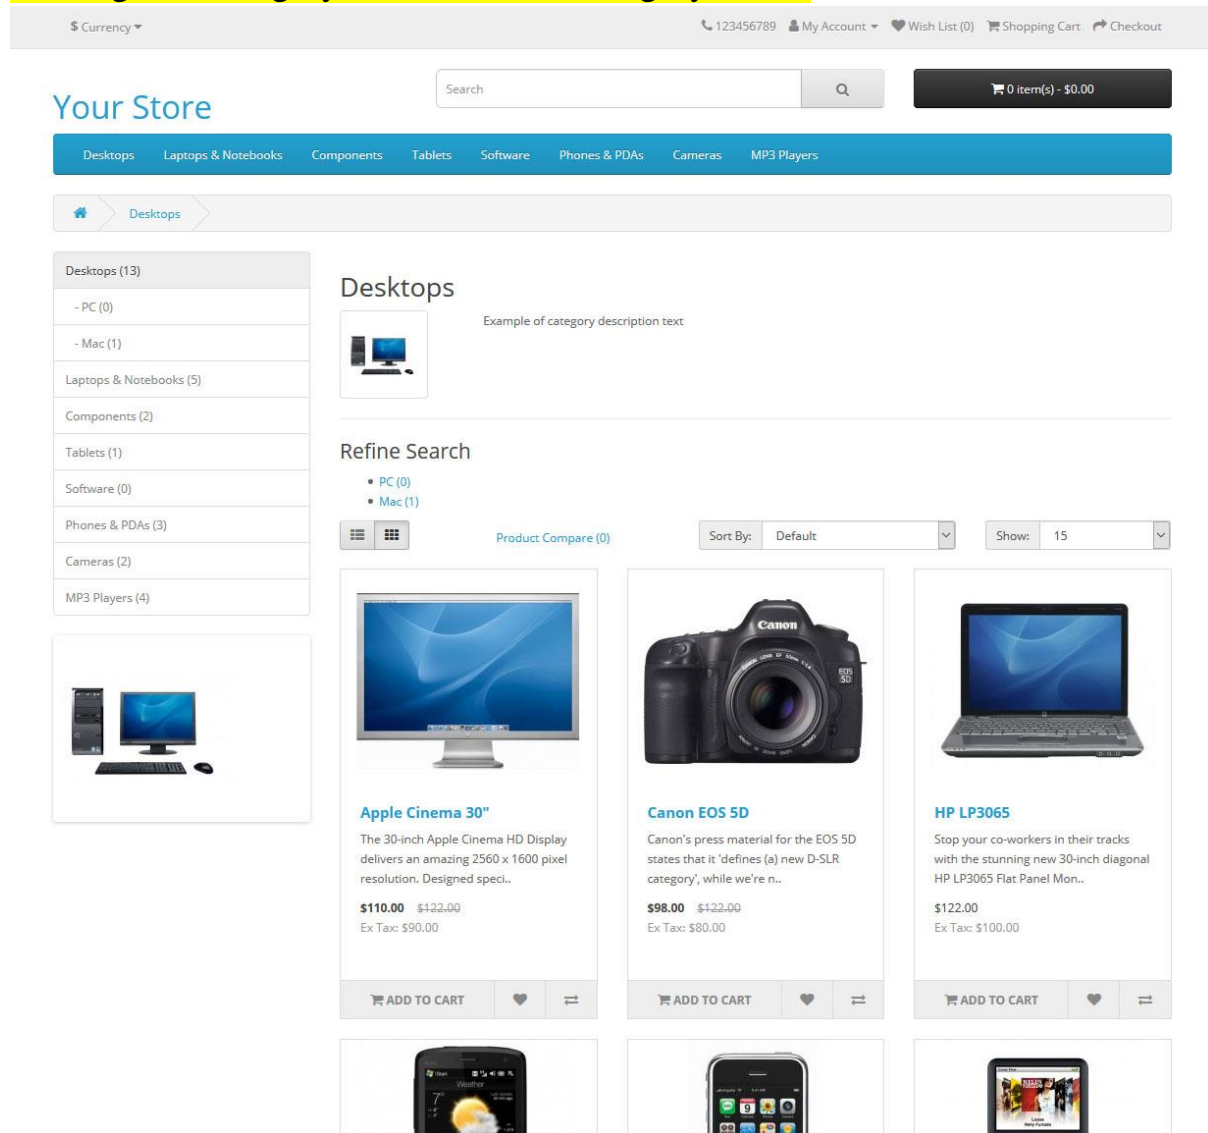 $ Currency
123456789 My Account Wish List (0) Shopping Cart Checkout
Your Store
Search
0 item(s) - $0.00
Desktops Laptops & Notebooks Components Tablets Software Phones & PDAs Cameras MP3 Players
Desktops
Desktops (13)
- PC (0)
- Mac (1)
Laptops & Notebooks (5)
Components (2)
Tablets (1)
Software (0)
Phones & PDAs (3)
Cameras (2)
MP3 Players (4)
Desktops
Example of category description text
Refine Search
PC (0)
Mac (1)
Product Compare (0)
Sort By: Default
Show: 15
Canon
EOS
5D
Apple Cinema 30"
The 30-inch Apple Cinema HD Display
delivers an amazing 2560 x 1600 pixel
resolution. Designed speci..
$110.00 $122.00
Ex Tax: $90.00
ADD TO CART
Canon EOS 5D
Canon's press material for the EOS 5D
states that it 'defines (a) new D-SLR
category', while we're n..
$98.00 $122.00
Ex Tax: $80.00
ADD TO CART
HP LP3065
Stop your co-workers in their tracks
with the stunning new 30-inch diagonal
HP LP3065 Flat Panel Mon..
$122.00
Ex Tax: $100.00
ADD TO CART
Start
Weather